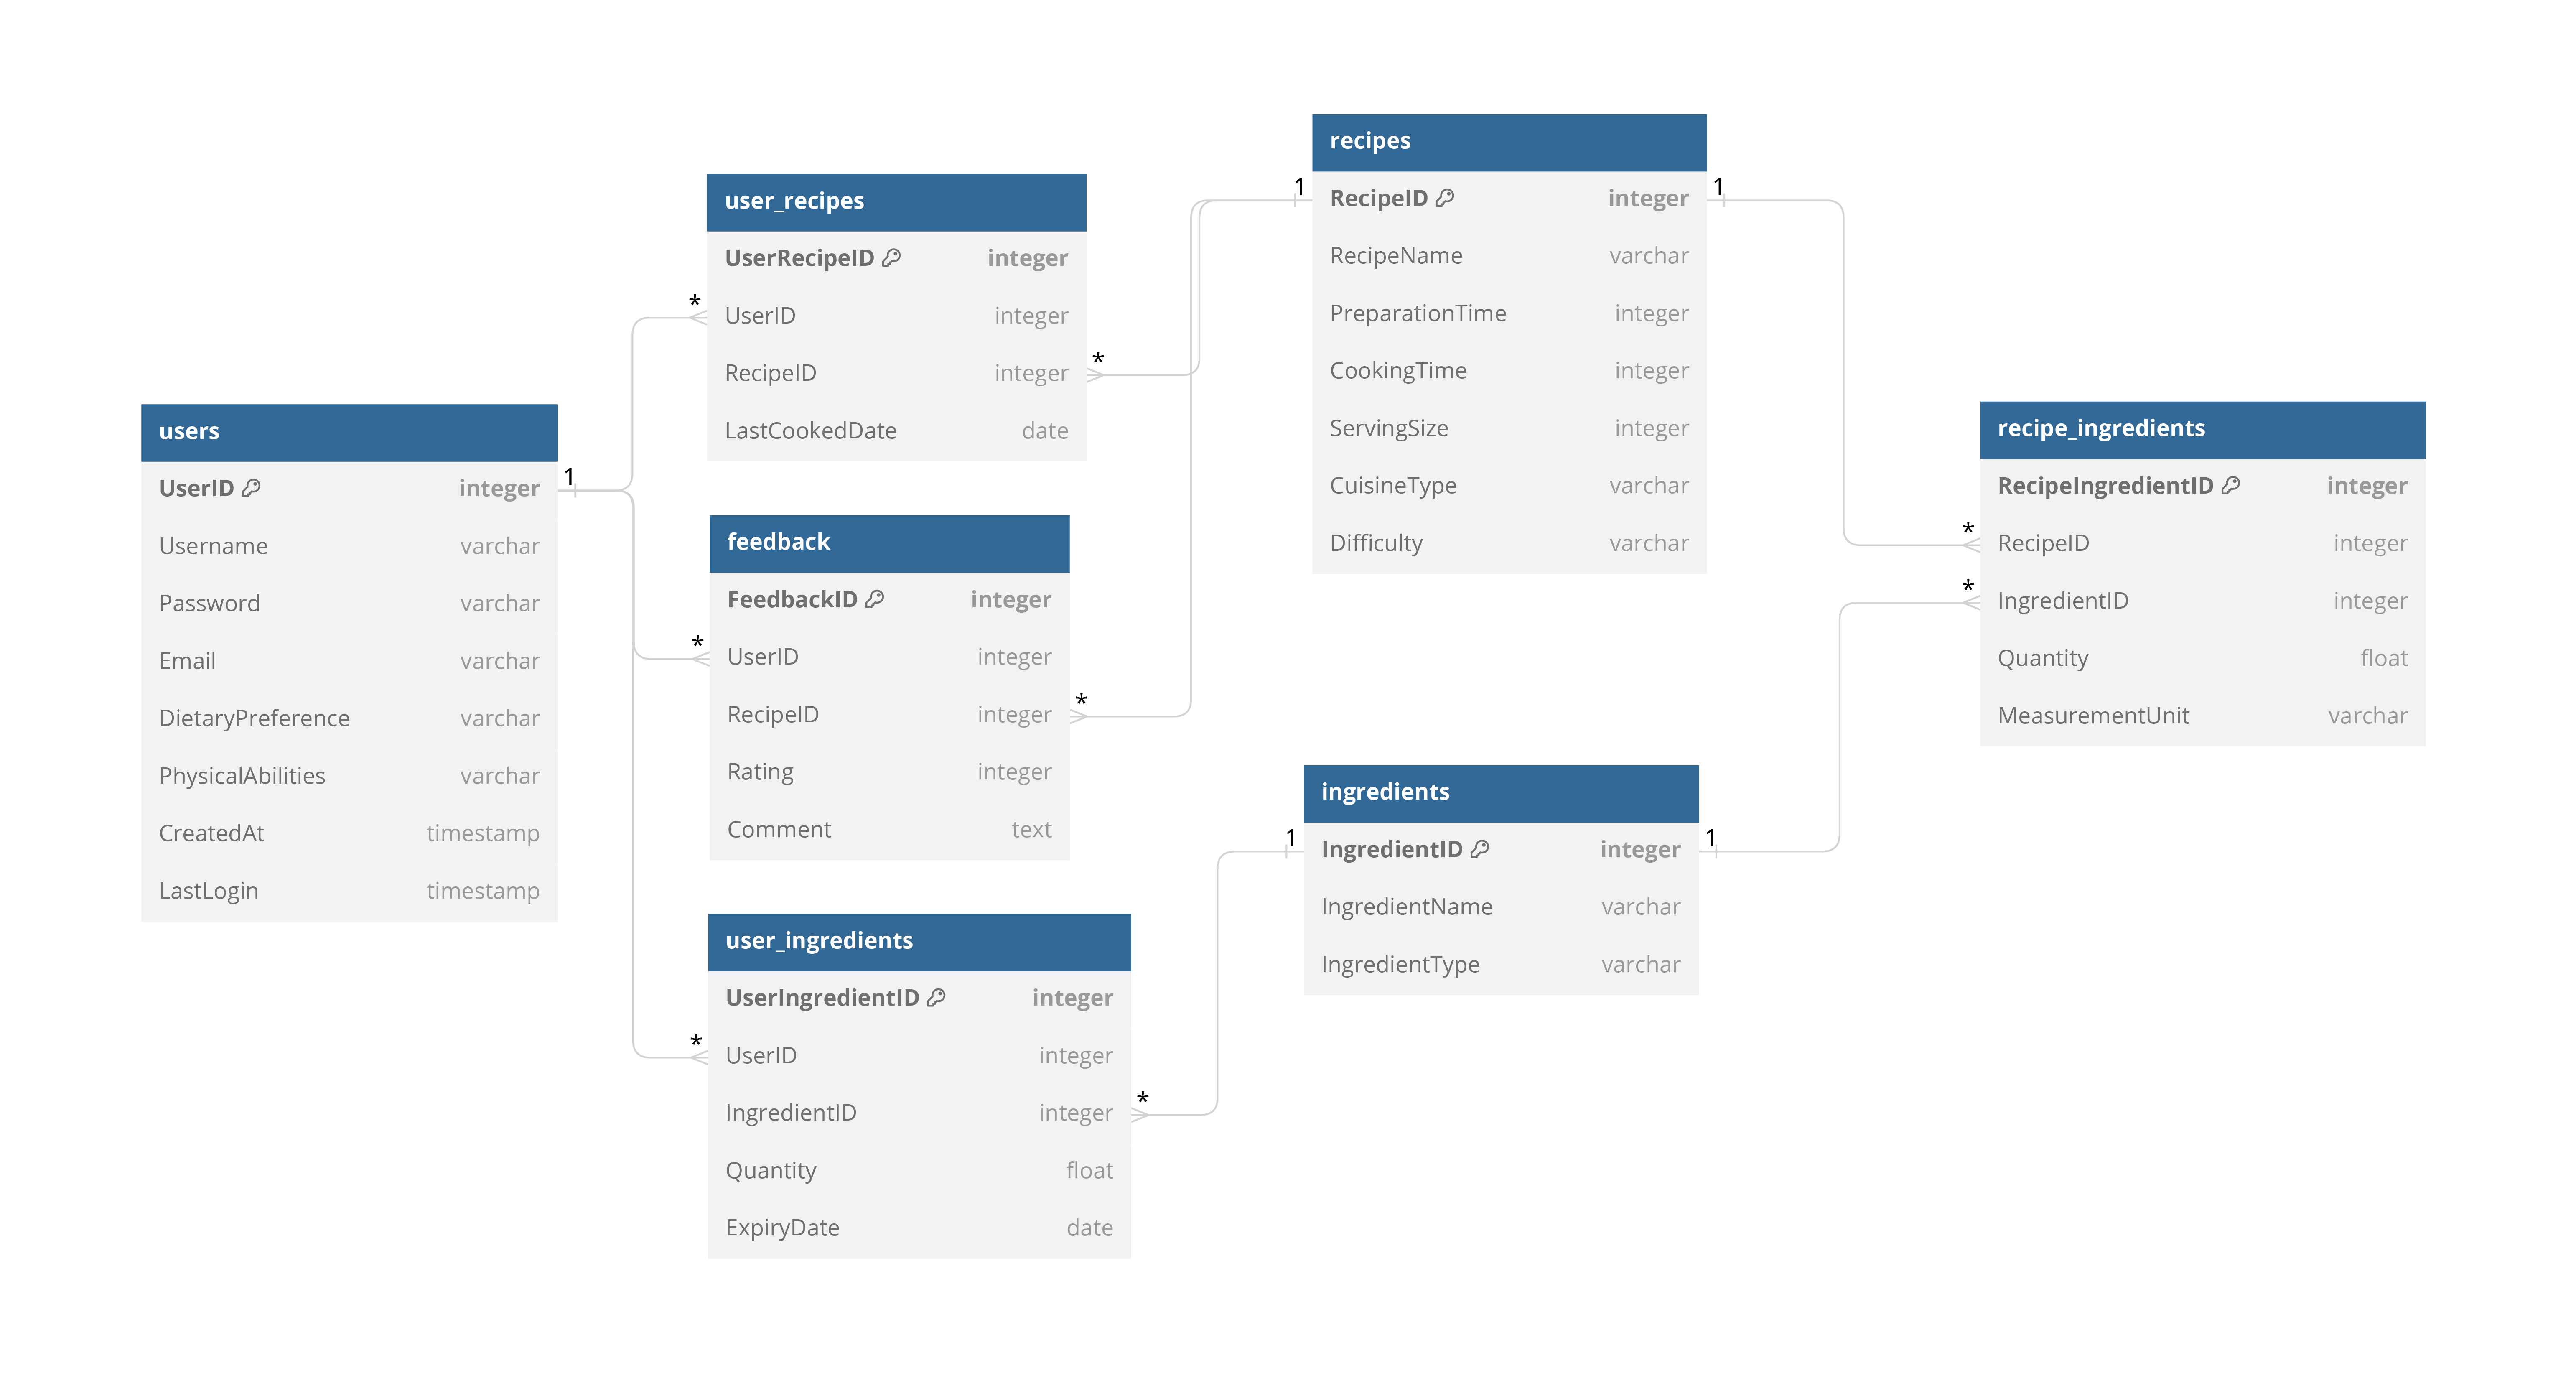 users
UserID integer
Username varchar
Password varchar
Email varchar
DietaryPreference varchar
PhysicalAbilities varchar
CreatedAt timestamp
LastLogin timestamp
1
*
*
*
user_recipes
UserRecipeID integer
UserID integer
RecipeID integer
LastCookedDate date
*
feedback
FeedbackID integer
UserID integer
RecipeID integer
Rating integer
Comment text
*
user_ingredients
UserIngredientID integer
UserID integer
IngredientID integer
Quantity float
ExpiryDate date
*
1
recipes
RecipeID integer
RecipeName varchar
PreparationTime integer
CookingTime integer
ServingSize integer
CuisineType varchar
Difficulty varchar
1
1
ingredients
IngredientID integer
IngredientName varchar
IngredientType varchar
1
*
*
recipe_ingredients
RecipeIngredientID integer
RecipeID integer
IngredientID integer
Quantity float
MeasurementUnit varchar